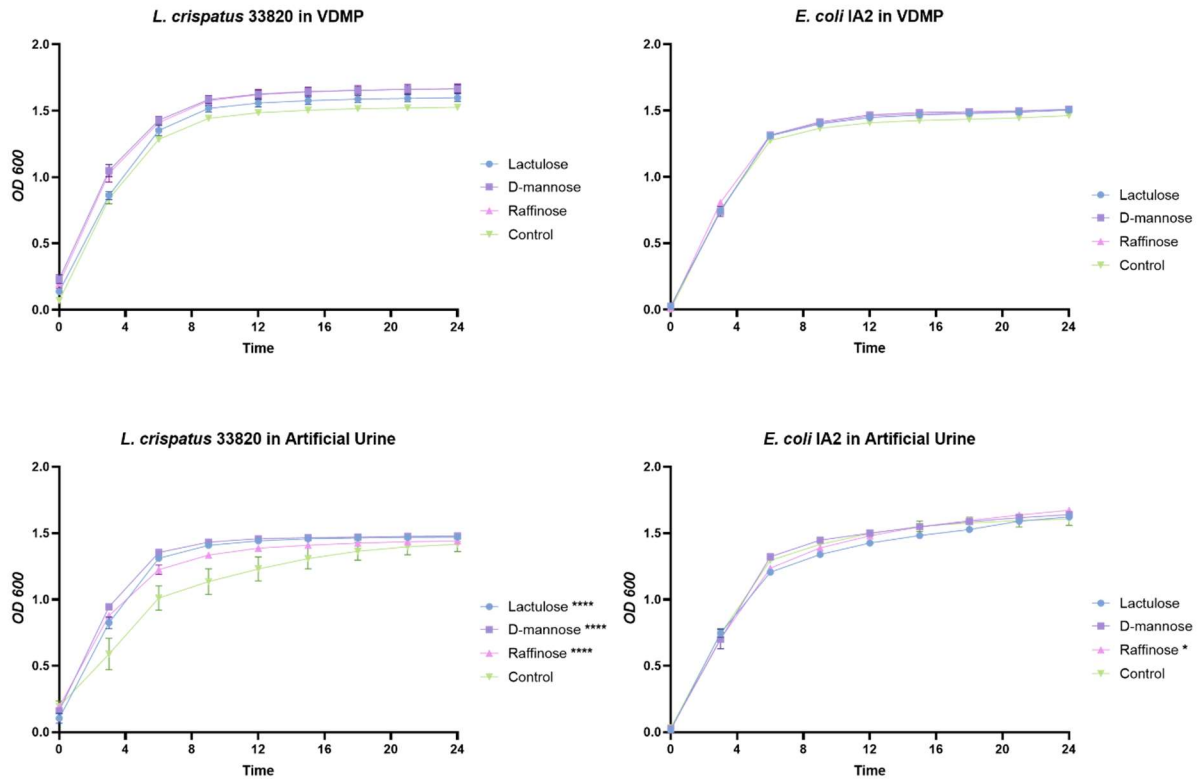 L. crispatus 33820 in VDMP
2.0
1.5
1.0
0.5
0.0
OD 600
0 4 8 12 16 20 24
Time
Lactulose
D-mannose
Raffinose
Control
E. coli IA2 in VDMP
2.0
1.5
1.0
0.5
0.0
OD 600
0 4 8 12 16 20 24
Time
Lactulose
D-mannose
Raffinose
Control
L. crispatus 33820 in Artificial Urine
2.0
1.5
1.0
0.5
0.0
OD 600
0 4 8 12 16 20 24
Time
Lactulose ****
D-mannose ****
Raffinose ****
Control
E. coli IA2 in Artificial Urine
2.0
1.5
1.0
0.5
0.0
OD 600
0 4 8 12 16 20 24
Time
Lactulose
D-mannose
Raffinose *
Control